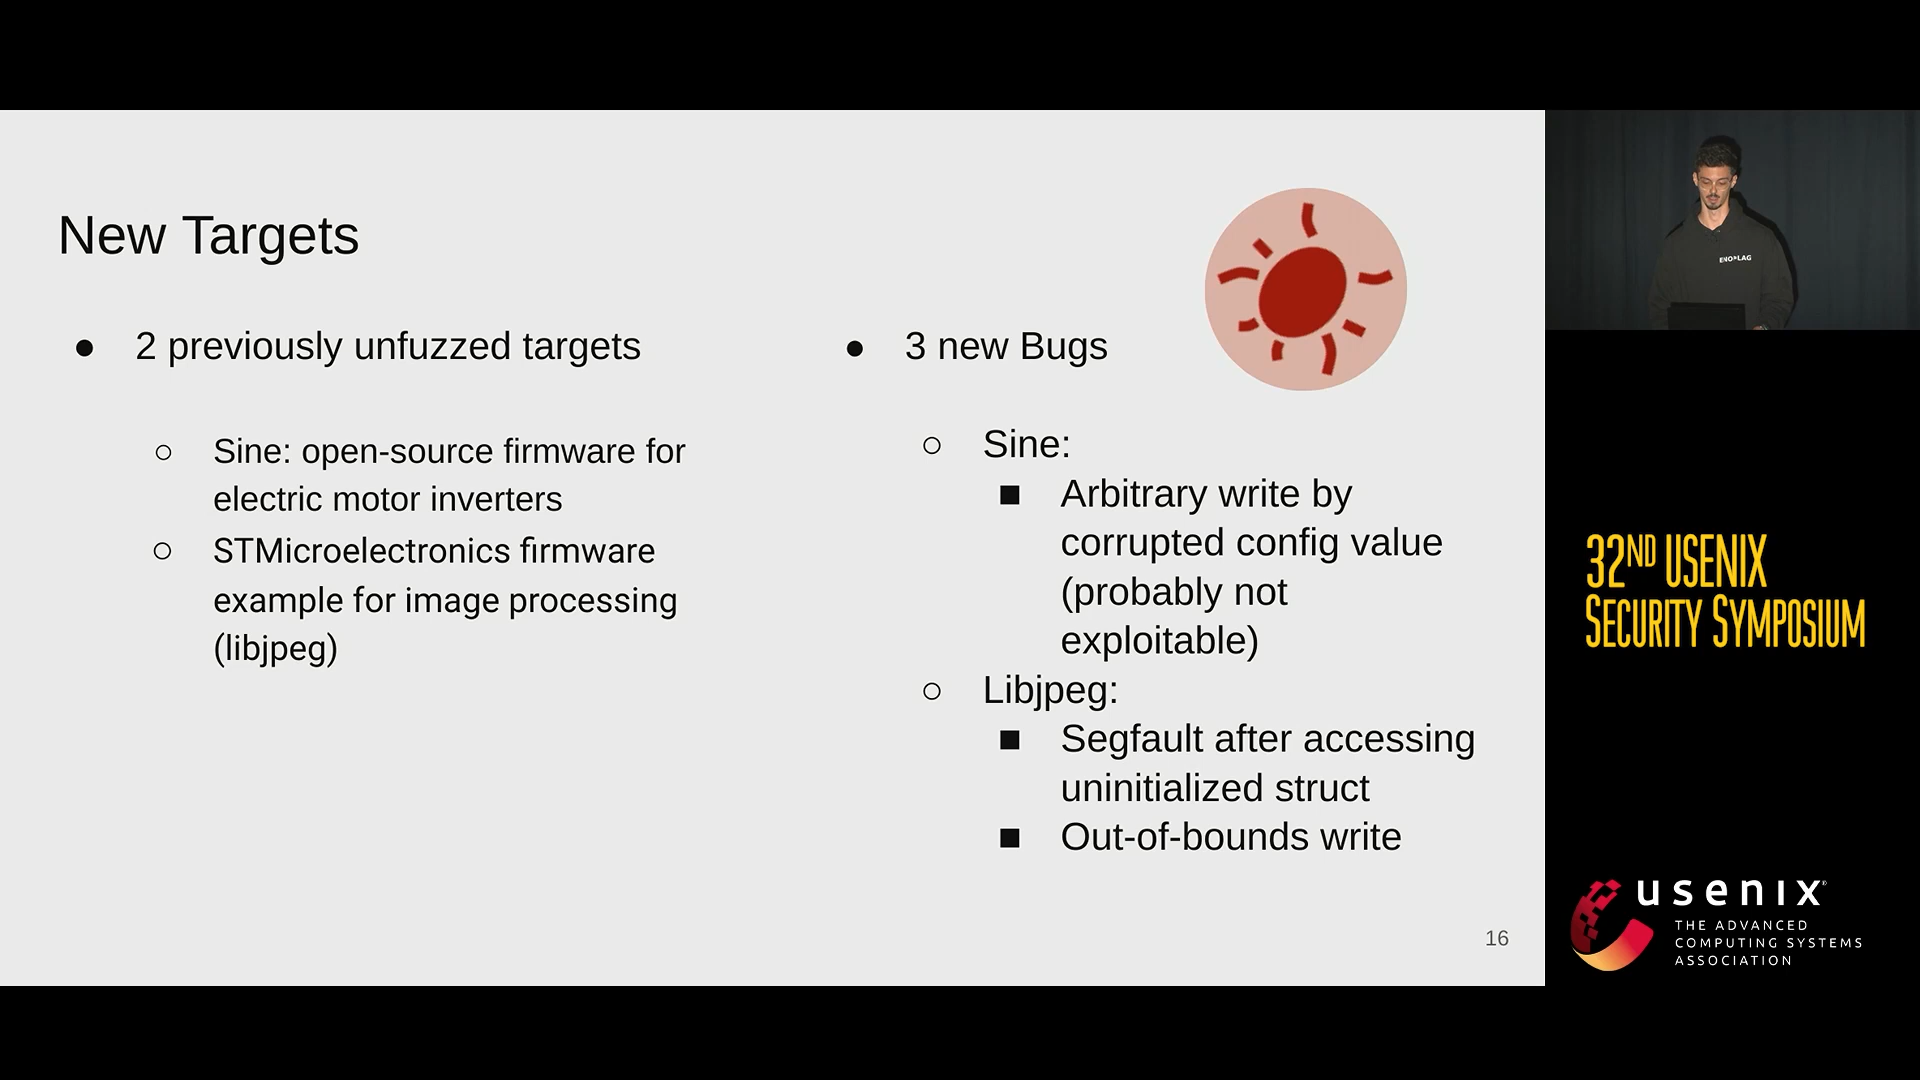 New Targets
● 2 previously unfuzzed targets
○ Sine: open-source firmware for
electric motor inverters
○ STMicroelectronics firmware
example for image processing
(libjpeg)
● 3 new Bugs
○ Sine:
■ Arbitrary write by
corrupted config value
(probably not
exploitable)
○ Libjpeg:
■ Segfault after accessing
uninitialized struct
■ Out-of-bounds write
16
ENOFLAG
32ND USENIX
SECURITY SYMPOSIUM
usenix®
THE ADVANCED
COMPUTING SYSTEMS
ASSOCIATION